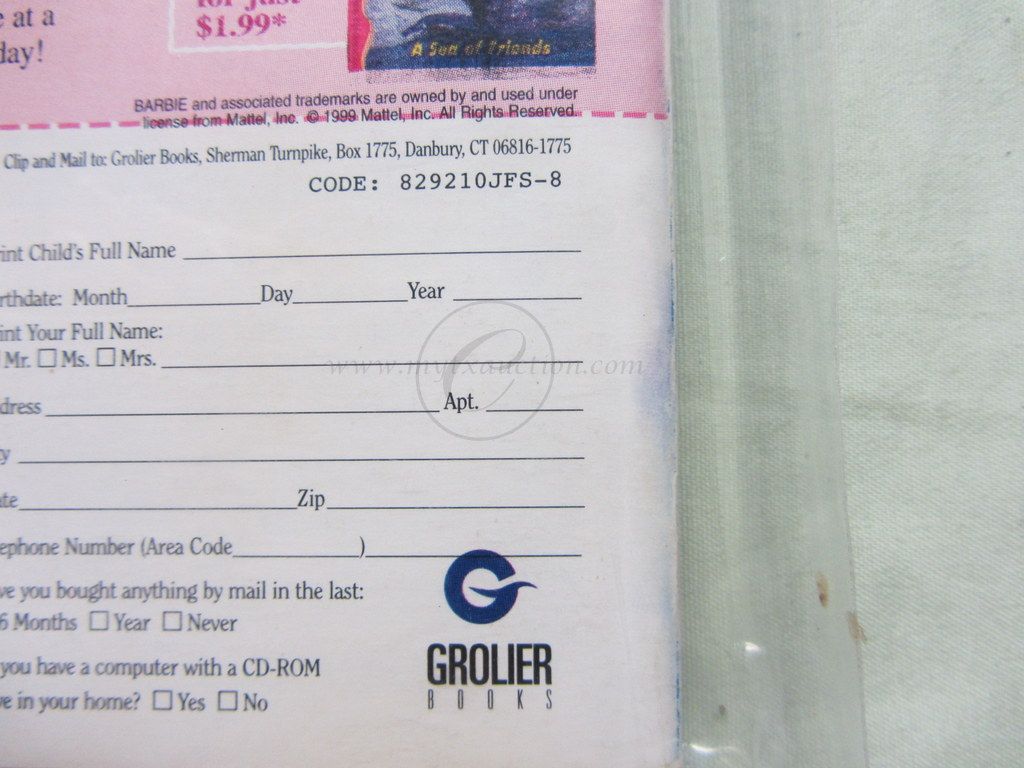 e at a
day!
for just
$1.99*
A Sea of Friends
BARBIE and associated trademarks are owned by and used under
license from Mattel, Inc. © 1999 Mattel, Inc. All Rights Reserved.
Clip and Mail to: Grolier Books, Sherman Turnpike, Box 1775, Danbury, CT 06816-1775
CODE: 829210JFS-8
int Child's Full Name
rthdate: Month Day Year
int Your Full Name:
Mr. Ms. Mrs.
www.myfxauction.com
dress Apt.
y
te Zip
ephone Number (Area Code )
ve you bought anything by mail in the last:
6 Months Year Never
you have a computer with a CD-ROM
e in your home? Yes No
GROLIER
BOOKS